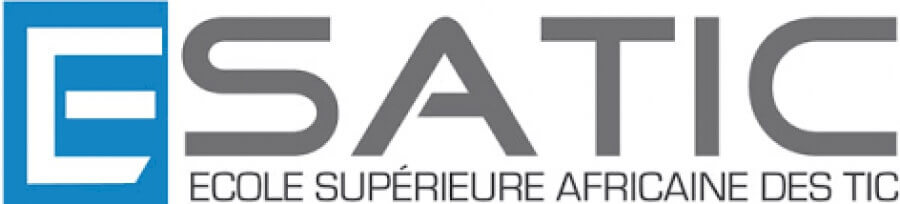 ESATIC
ECOLE SUPÉRIEURE AFRICAINE DES TIC